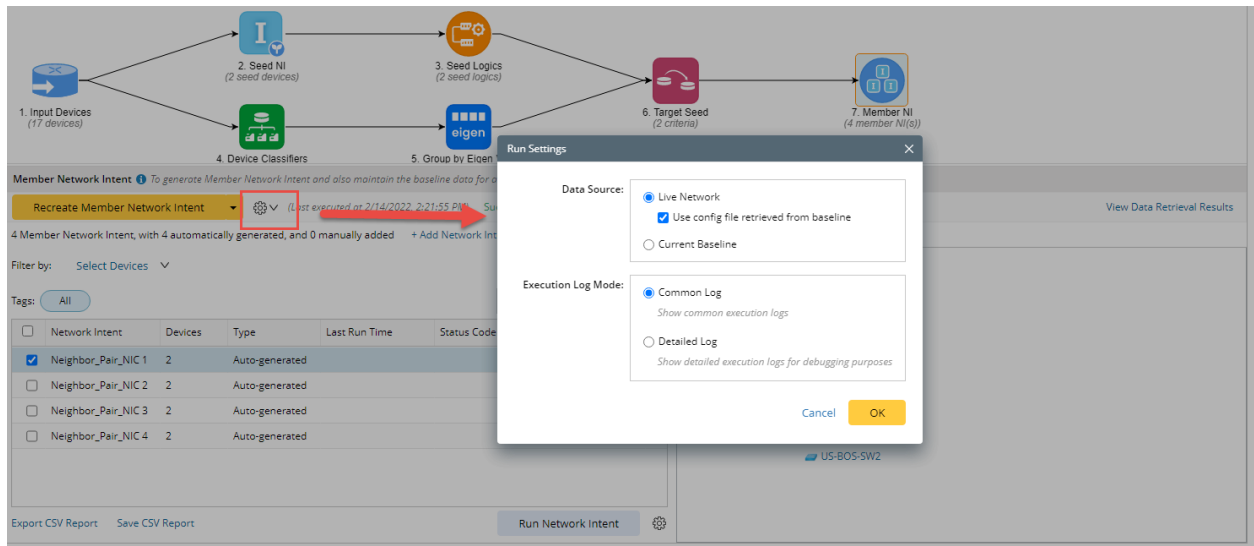 2. Seed NI
(2 seed devices)
3. Seed Logics
(2 seed logics)
1. Input Devices
(17 devices)
6. Target Seed
(2 criteria)
7. Member NI
(4 member NI(s))
eigen
4. Device Classifiers
5. Group by Eigen
Member Network Intent To generate Member Network Intent and also maintain the baseline data for
Recreate Member Network Intent
(Last executed at 2/14/2022, 2:21:55 PM)
View Data Retrieval Results
4 Member Network Intent, with 4 automatically generated, and 0 manually added + Add Network Int
Filter by: Select Devices
Tags: All
Network Intent Devices Type Last Run Time Status Code
Neighbor_Pair_NIC 1 2 Auto-generated
Neighbor_Pair_NIC 2 2 Auto-generated
Neighbor_Pair_NIC 3 2 Auto-generated
Neighbor_Pair_NIC 4 2 Auto-generated
Export CSV Report Save CSV Report
Run Network Intent
Run Settings
Data Source:
Live Network
Use config file retrieved from baseline
Current Baseline
Execution Log Mode:
Common Log
Show common execution logs
Detailed Log
Show detailed execution logs for debugging purposes
Cancel OK
US-BOS-SW2